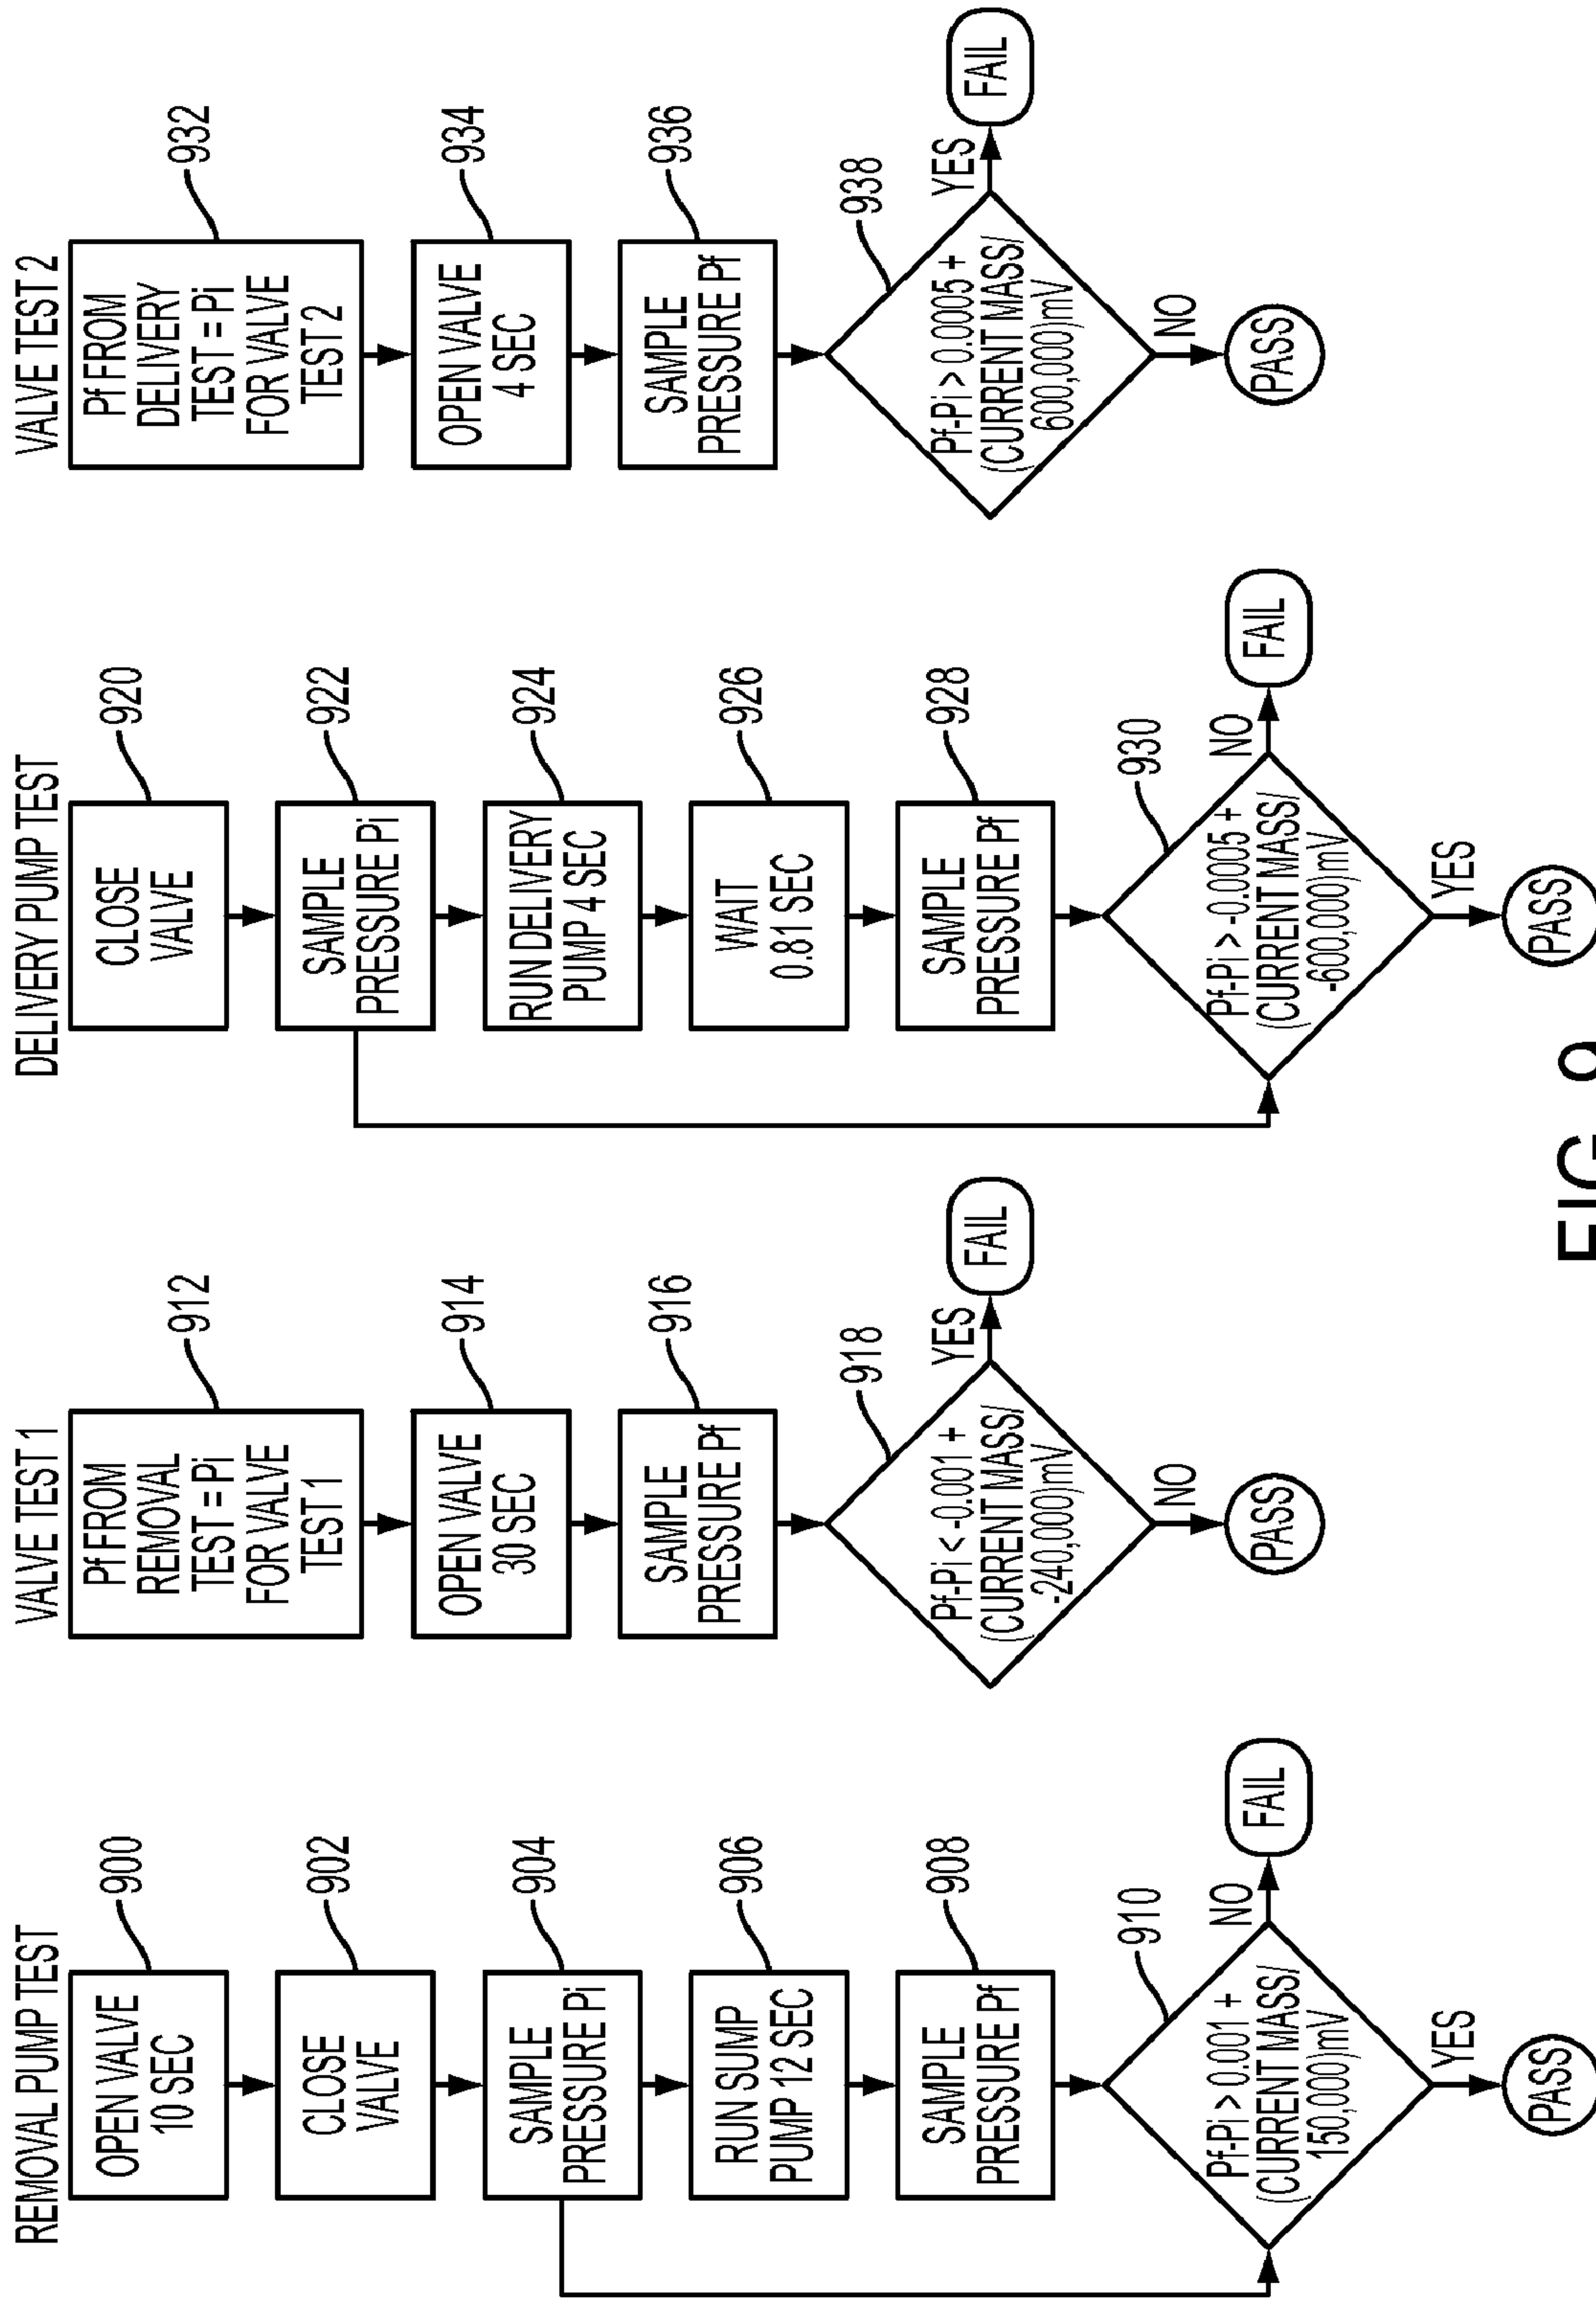 REMOVAL PUMP TEST
OPEN VALVE
10 SEC
900
CLOSE
VALVE
902
SAMPLE
PRESSURE Pi
904
RUN SUMP
PUMP 12 SEC
906
SAMPLE
PRESSURE Pf
908
Pf-Pi > 0.001 +
(CURRENT MASS/
150,000)mV
910
NO
FAIL
YES
PASS
VALVE TEST 1
Pf FROM
REMOVAL
TEST = Pi
FOR VALVE
TEST 1
912
OPEN VALVE
30 SEC
914
SAMPLE
PRESSURE Pf
916
Pf-Pi < -0.001 +
(CURRENT MASS/
-240,000)mV
918
YES
FAIL
NO
PASS
DELIVERY PUMP TEST
CLOSE
VALVE
920
SAMPLE
PRESSURE Pi
922
RUN DELIVERY
PUMP 4 SEC
924
WAIT
0.81 SEC
926
SAMPLE
PRESSURE Pf
928
Pf-Pi > -0.0005 +
(CURRENT MASS/
-600,000)mV
930
NO
FAIL
YES
PASS
VALVE TEST 2
Pf FROM
DELIVERY
TEST = Pi
FOR VALVE
TEST 2
932
OPEN VALVE
4 SEC
934
SAMPLE
PRESSURE Pf
936
Pf-Pi > 0.0005 +
(CURRENT MASS/
600,000)mV
938
YES
FAIL
NO
PASS
FIG. 9